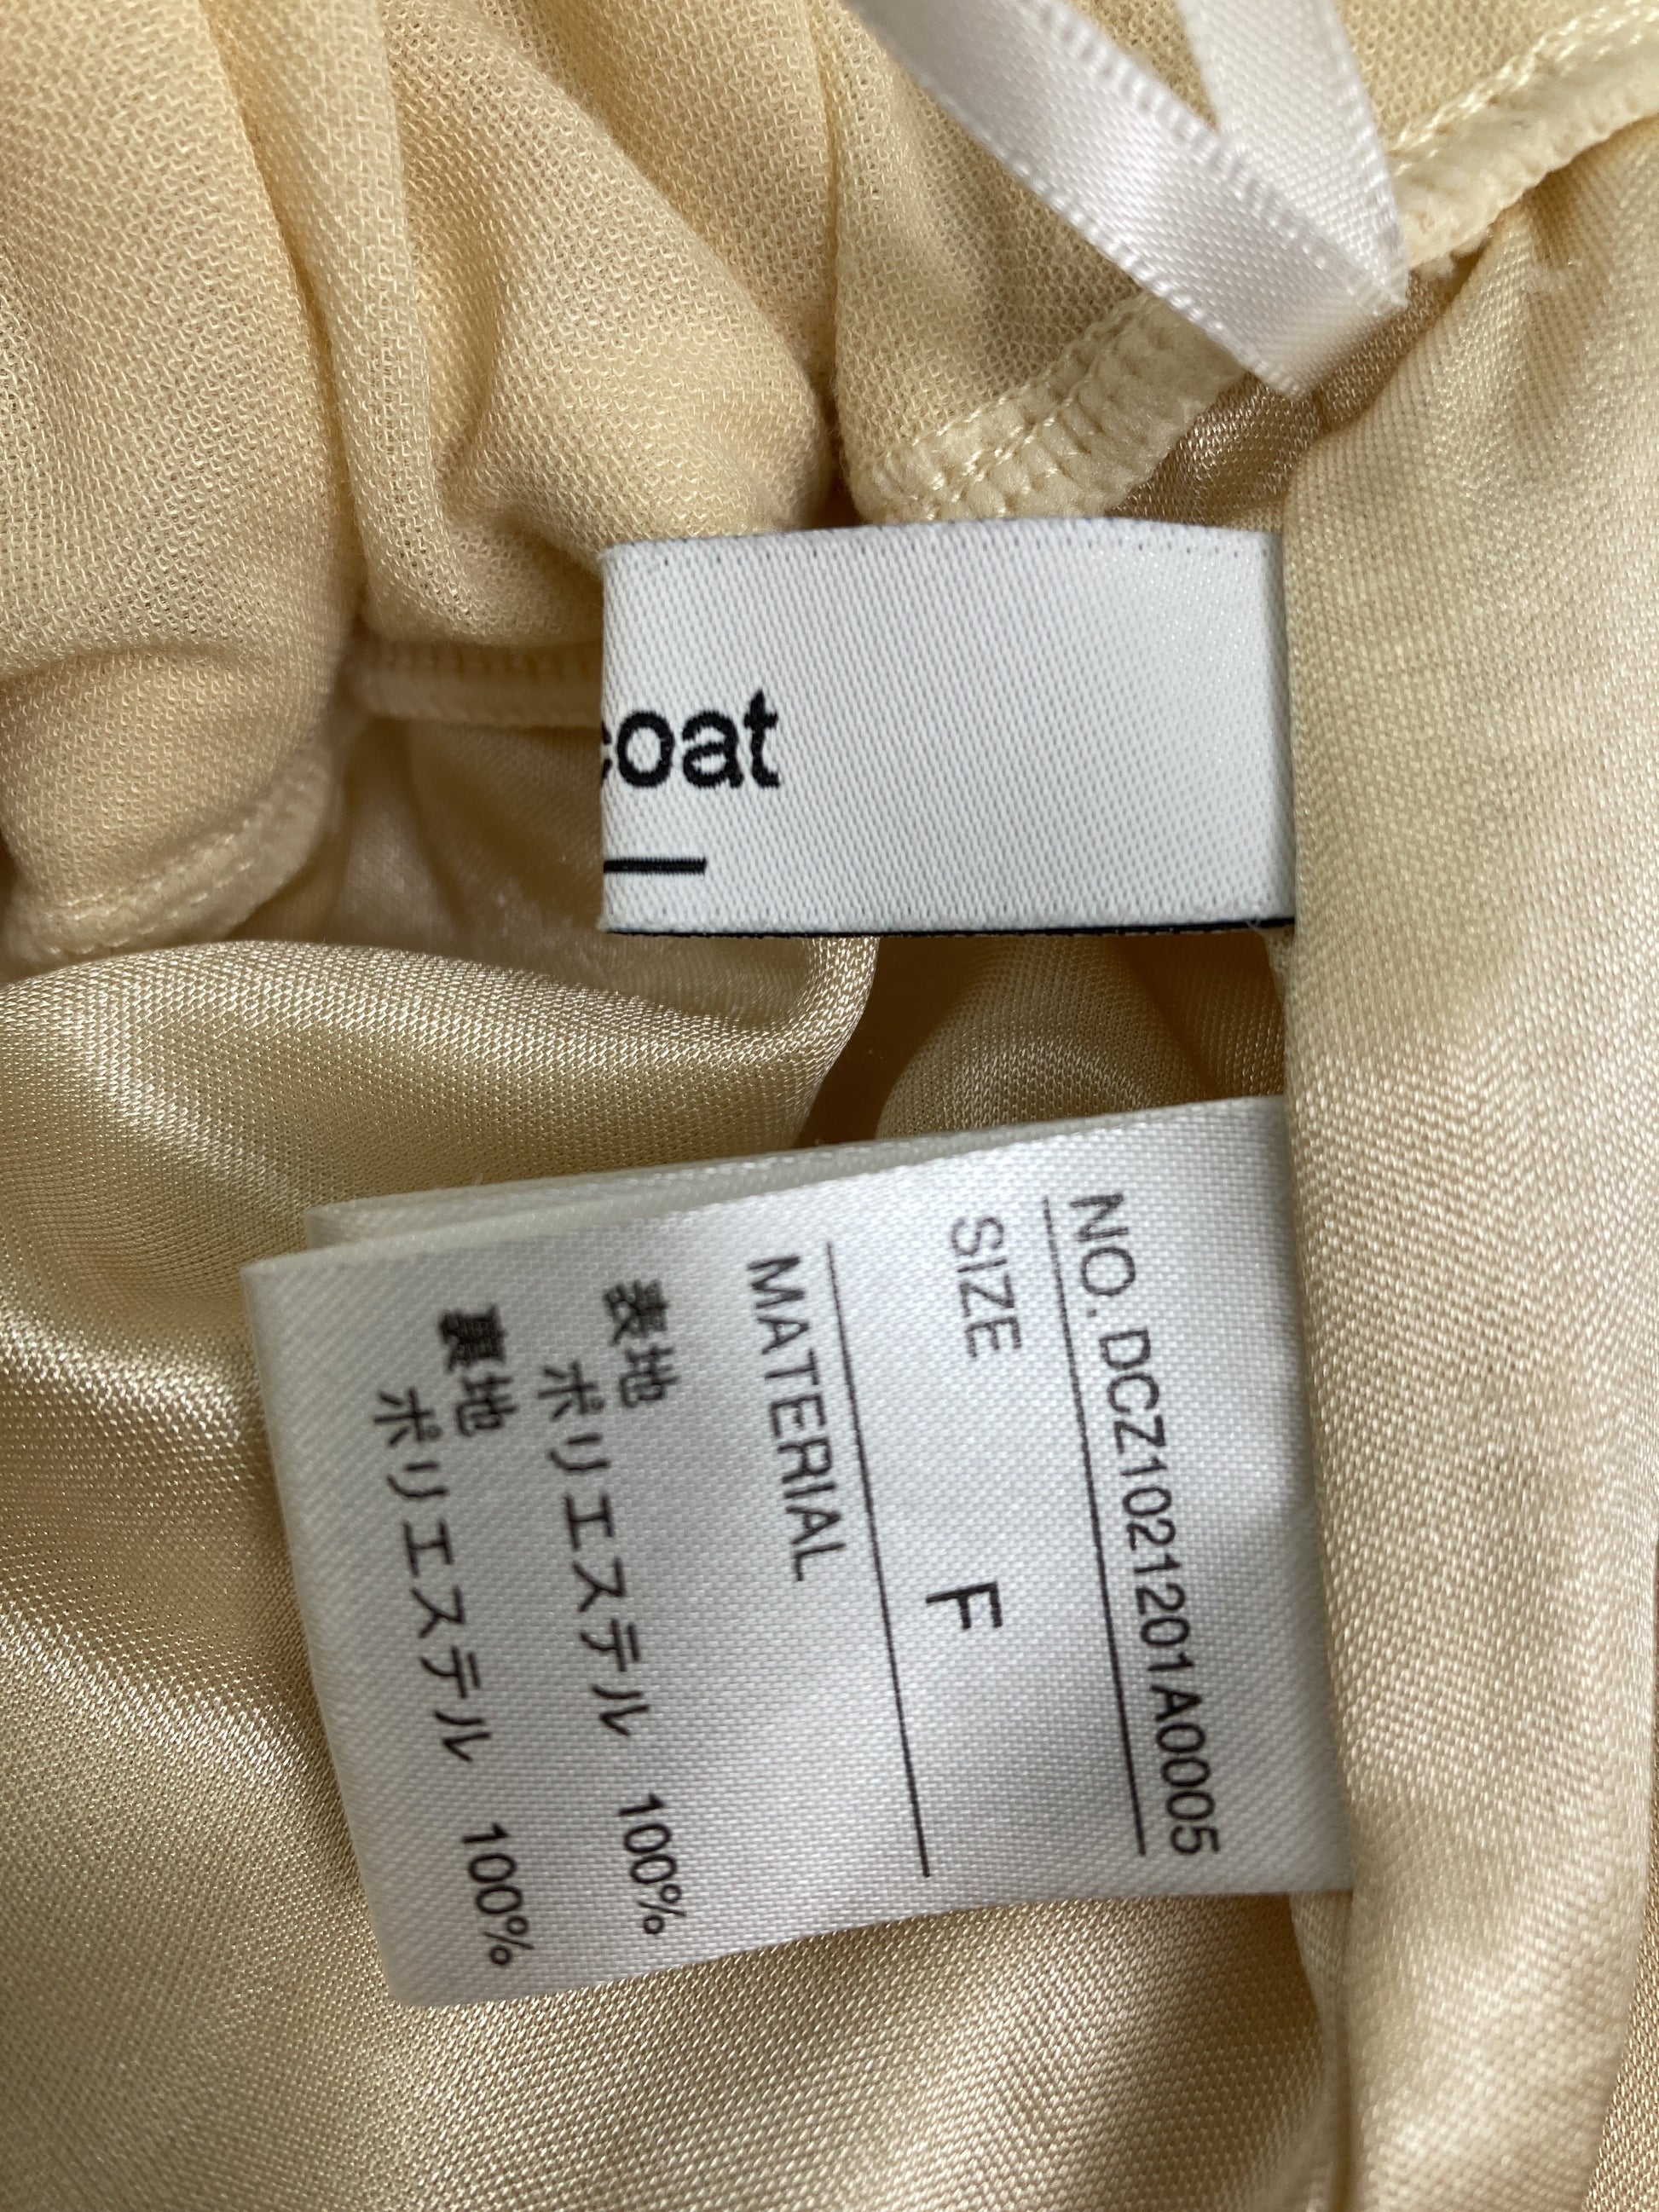 coat
NO. DCZ1021201A0005
SIZE F
MATERIAL
表地
ポリエステル 100%
裏地
ポリエステル 100%